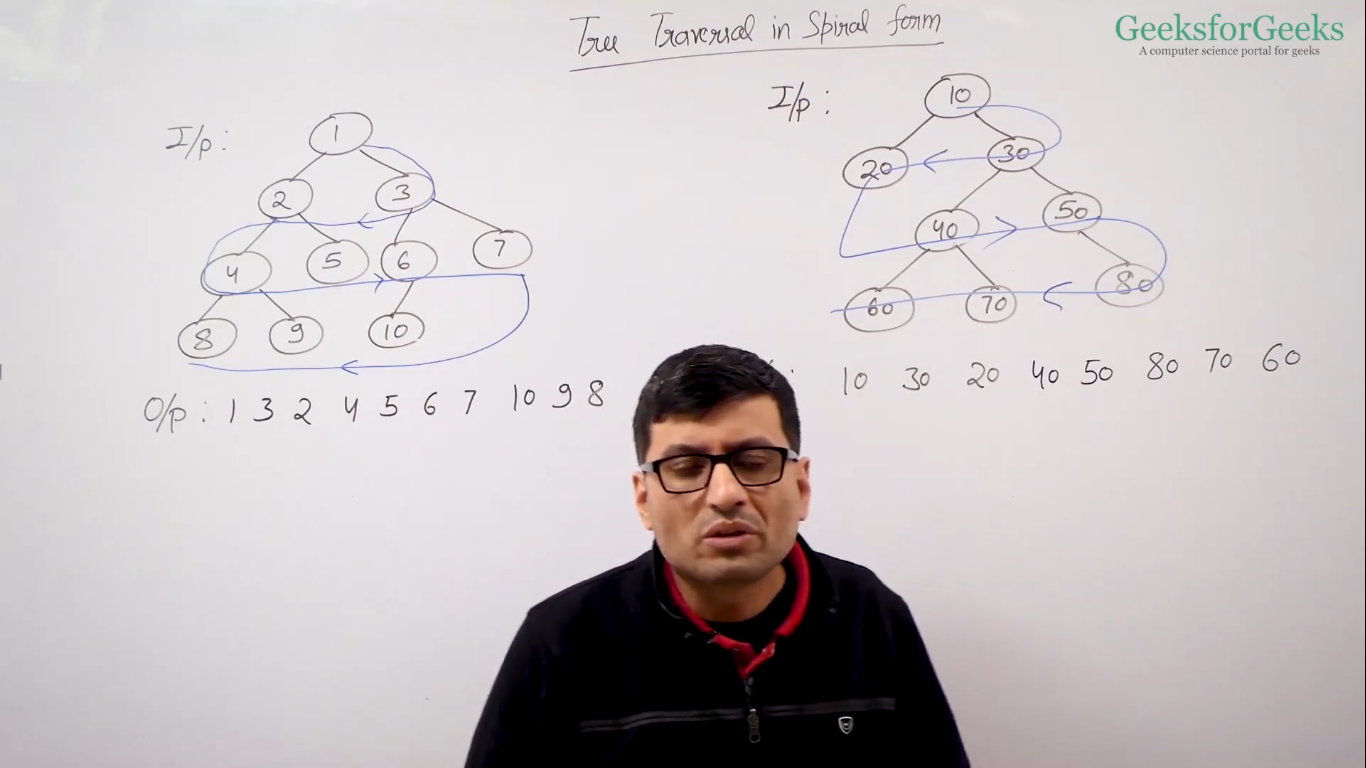 Tree Traversal in Spiral form
GeeksforGeeks
A computer science portal for geeks
I/p:
1
2 3
4 5 6 7
8 9 10
O/p: 1 3 2 4 5 6 7 10 9 8
I/p:
10
20 30
40 50
60 70 80
10 30 20 40 50 80 70 60